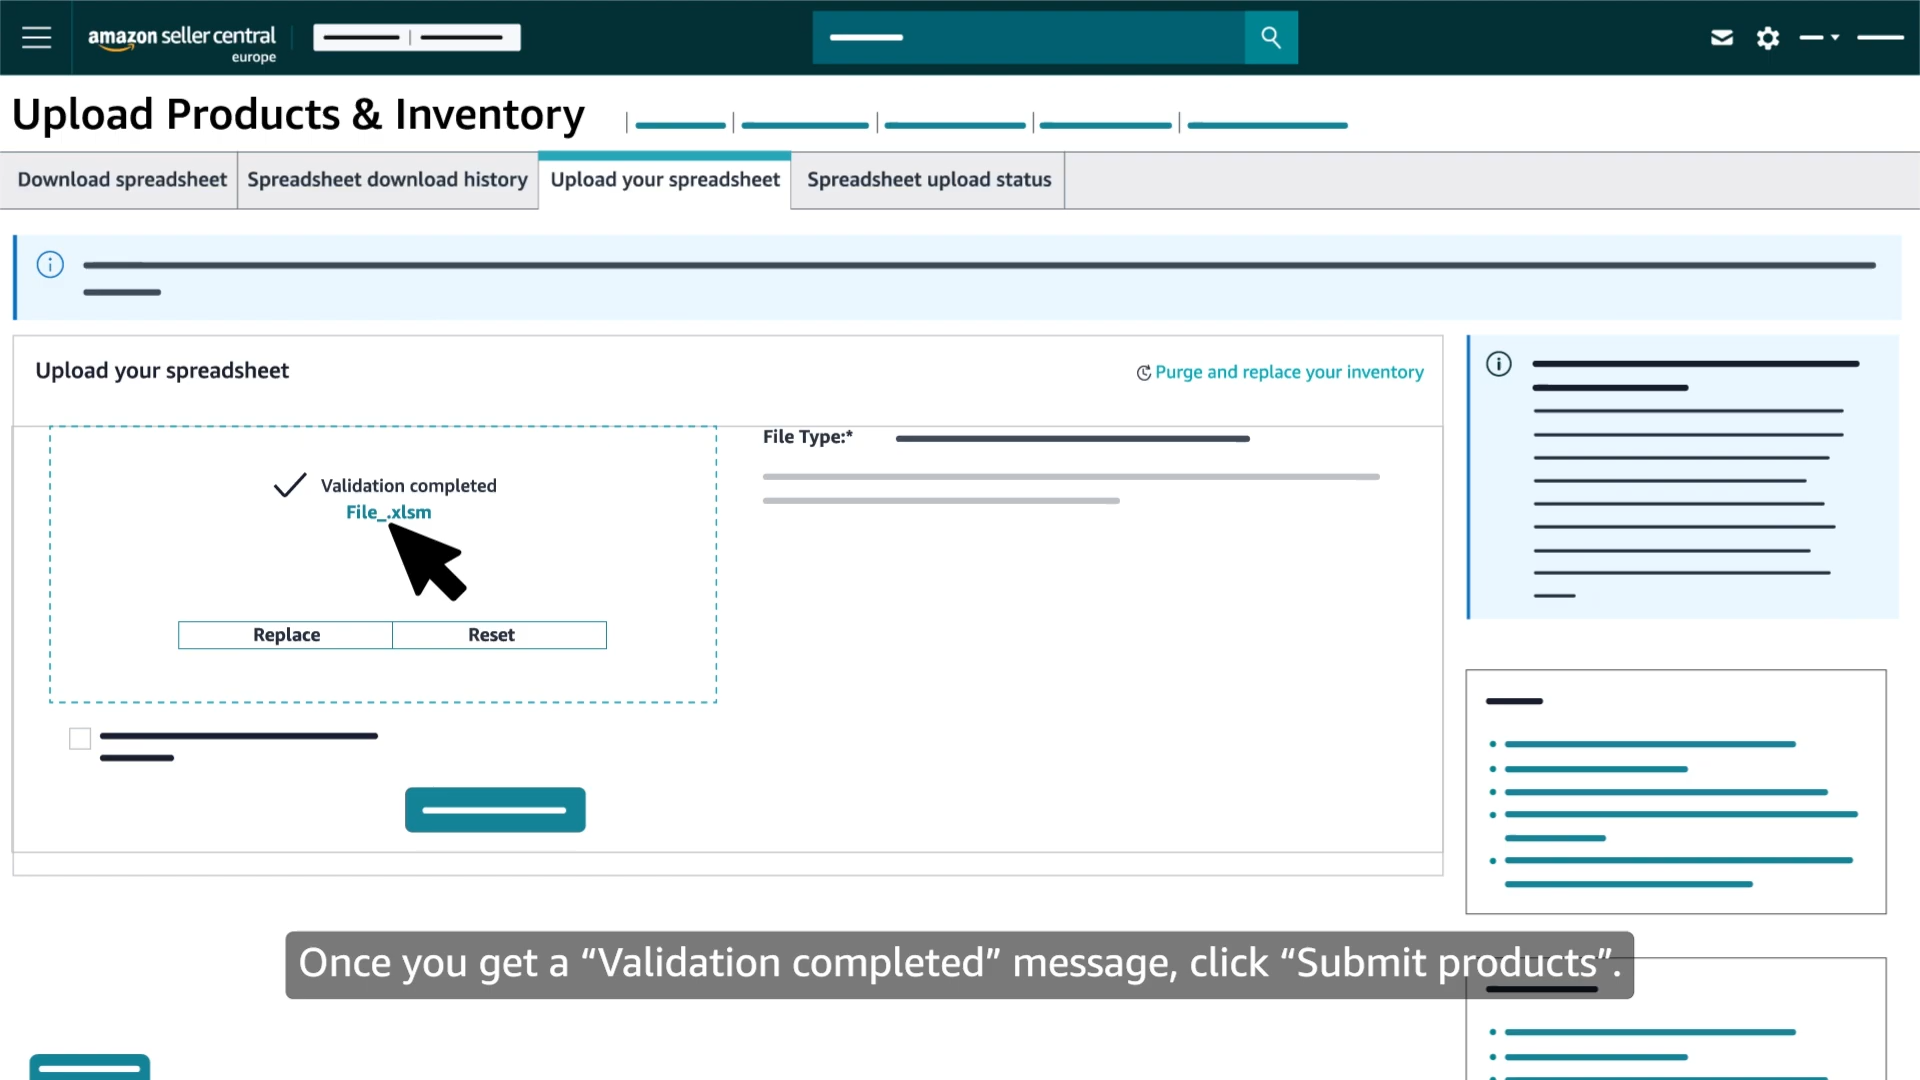 amazon seller central
europe
Upload Products & Inventory
Download spreadsheet
Spreadsheet download history
Upload your spreadsheet
Spreadsheet upload status
Upload your spreadsheet
Purge and replace your inventory
Validation completed
File_.xlsm
Replace
Reset
File Type:*
Once you get a “Validation completed” message, click “Submit products”.